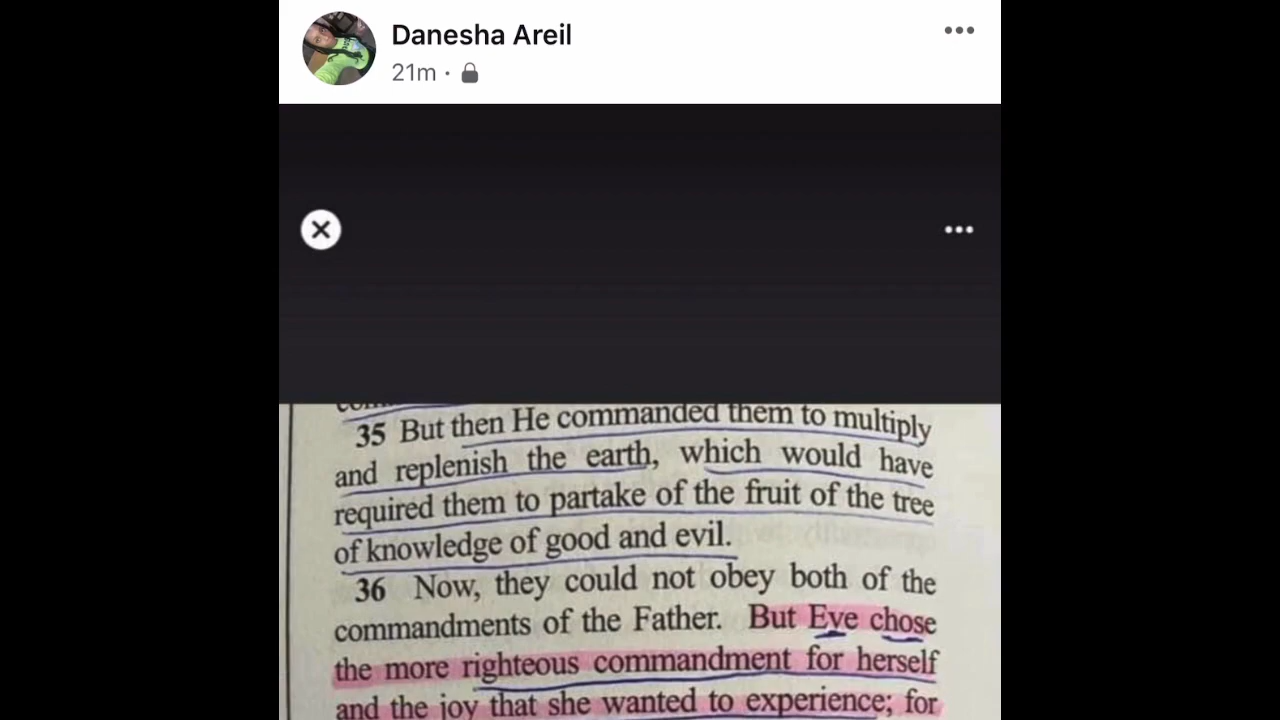 Danesha Areil
21m ·
35 But then He commanded them to multiply
and replenish the earth, which would have
required them to partake of the fruit of the tree
of knowledge of good and evil.
36 Now, they could not obey both of the
commandments of the Father. But Eve chose
the more righteous commandment for herself
and the joy that she wanted to experience; for